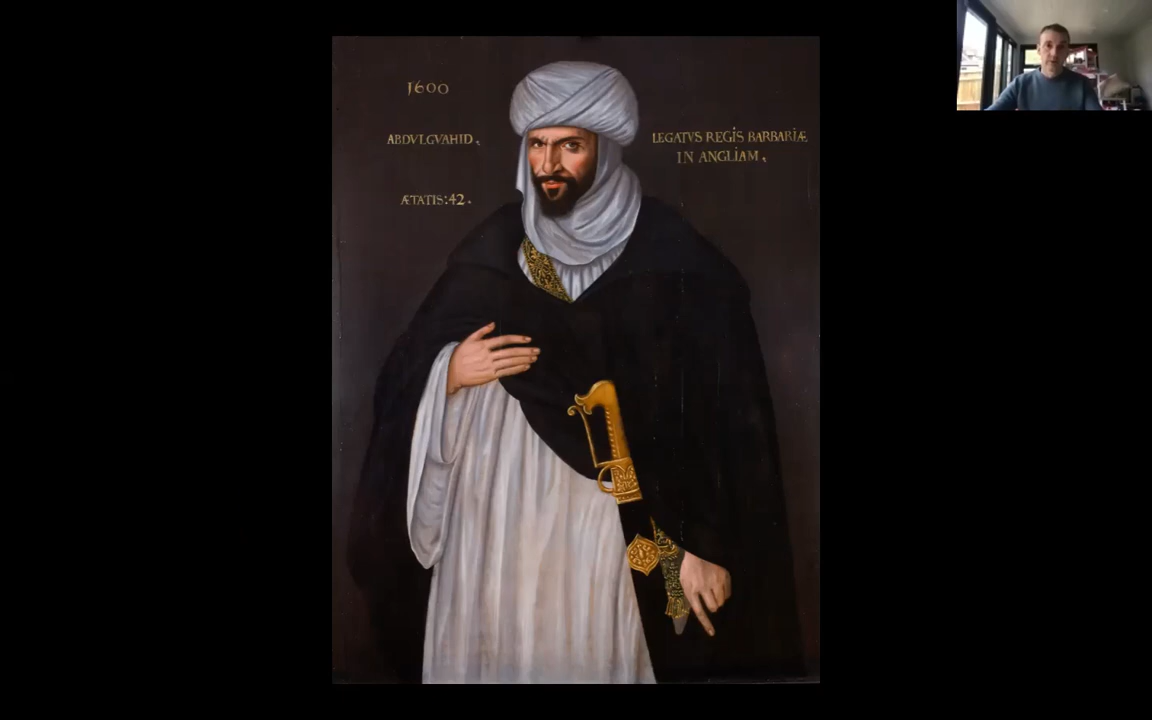 1600
ABDVLGVAHID.
ÆTATIS:42.
LEGATVS REGIS BARBARIÆ
IN ANGLIAM.